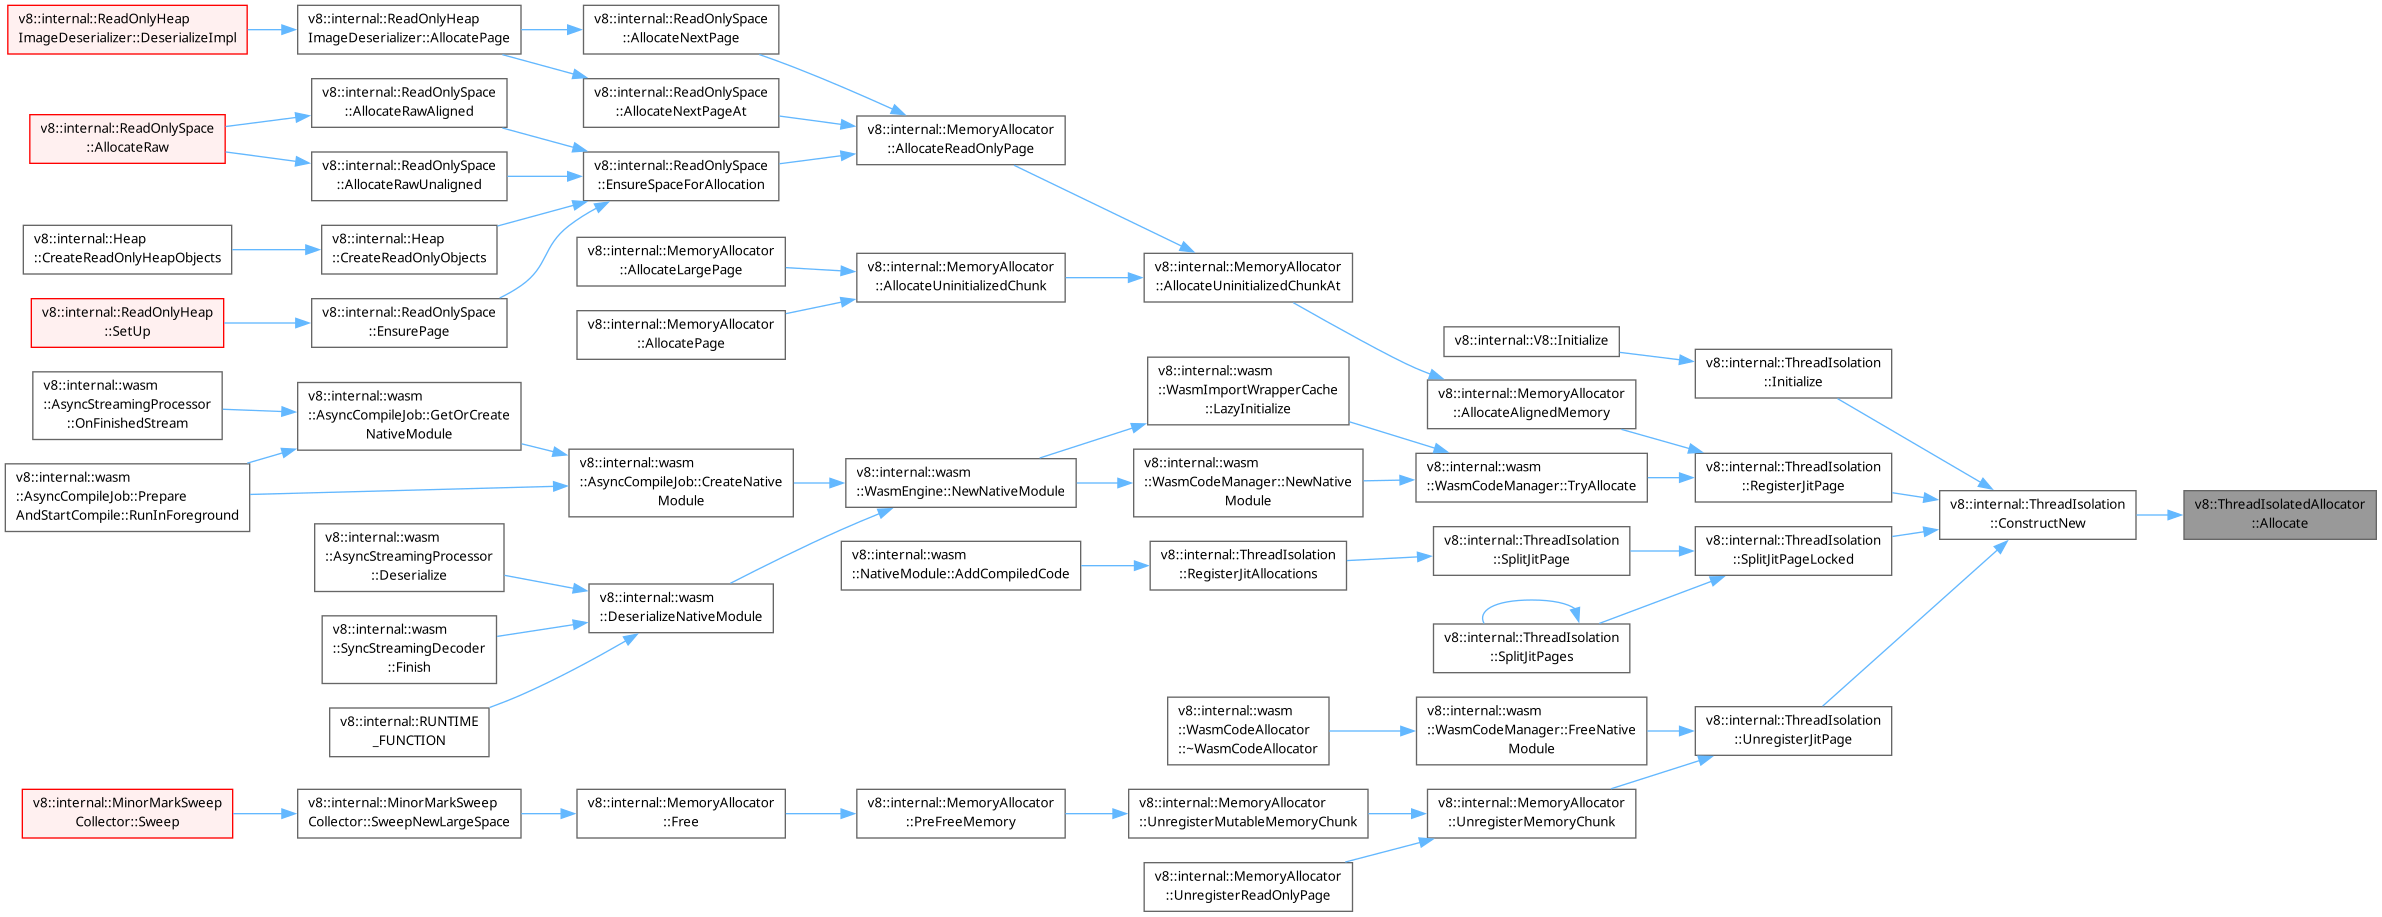 v8::internal::ReadOnlyHeap
ImageDeserializer::DeserializeImpl
v8::internal::ReadOnlySpace
::AllocateRaw
v8::internal::Heap
::CreateReadOnlyHeapObjects
v8::internal::ReadOnlyHeap
::SetUp
v8::internal::wasm
::AsyncStreamingProcessor
::OnFinishedStream
v8::internal::wasm
::AsyncCompileJob::Prepare
AndStartCompile::RunInForeground
v8::internal::MinorMarkSweep
Collector::Sweep
v8::internal::ReadOnlyHeap
ImageDeserializer::AllocatePage
v8::internal::ReadOnlySpace
::AllocateRawAligned
v8::internal::ReadOnlySpace
::AllocateRawUnaligned
v8::internal::Heap
::CreateReadOnlyObjects
v8::internal::ReadOnlySpace
::EnsurePage
v8::internal::wasm
::AsyncCompileJob::GetOrCreate
NativeModule
v8::internal::wasm
::AsyncStreamingProcessor
::Deserialize
v8::internal::wasm
::SyncStreamingDecoder
::Finish
v8::internal::RUNTIME
_FUNCTION
v8::internal::MinorMarkSweep
Collector::SweepNewLargeSpace
v8::internal::ReadOnlySpace
::AllocateNextPage
v8::internal::ReadOnlySpace
::AllocateNextPageAt
v8::internal::ReadOnlySpace
::EnsureSpaceForAllocation
v8::internal::MemoryAllocator
::AllocateLargePage
v8::internal::MemoryAllocator
::AllocatePage
v8::internal::wasm
::AsyncCompileJob::CreateNative
Module
v8::internal::wasm
::DeserializeNativeModule
v8::internal::MemoryAllocator
::Free
v8::internal::MemoryAllocator
::AllocateReadOnlyPage
v8::internal::MemoryAllocator
::AllocateUninitializedChunk
v8::internal::wasm
::WasmEngine::NewNativeModule
v8::internal::wasm
::NativeModule::AddCompiledCode
v8::internal::MemoryAllocator
::PreFreeMemory
v8::internal::MemoryAllocator
::AllocateUninitializedChunkAt
v8::internal::wasm
::WasmImportWrapperCache
::LazyInitialize
v8::internal::wasm
::WasmCodeManager::NewNative
Module
v8::internal::ThreadIsolation
::RegisterJitAllocations
v8::internal::wasm
::WasmCodeAllocator
::~WasmCodeAllocator
v8::internal::MemoryAllocator
::UnregisterMutableMemoryChunk
v8::internal::MemoryAllocator
::UnregisterReadOnlyPage
v8::internal::V8::Initialize
v8::internal::MemoryAllocator
::AllocateAlignedMemory
v8::internal::wasm
::WasmCodeManager::TryAllocate
v8::internal::ThreadIsolation
::SplitJitPage
v8::internal::ThreadIsolation
::SplitJitPages
v8::internal::wasm
::WasmCodeManager::FreeNative
Module
v8::internal::MemoryAllocator
::UnregisterMemoryChunk
v8::internal::ThreadIsolation
::Initialize
v8::internal::ThreadIsolation
::RegisterJitPage
v8::internal::ThreadIsolation
::SplitJitPageLocked
v8::internal::ThreadIsolation
::UnregisterJitPage
v8::internal::ThreadIsolation
::ConstructNew
v8::ThreadIsolatedAllocator
::Allocate